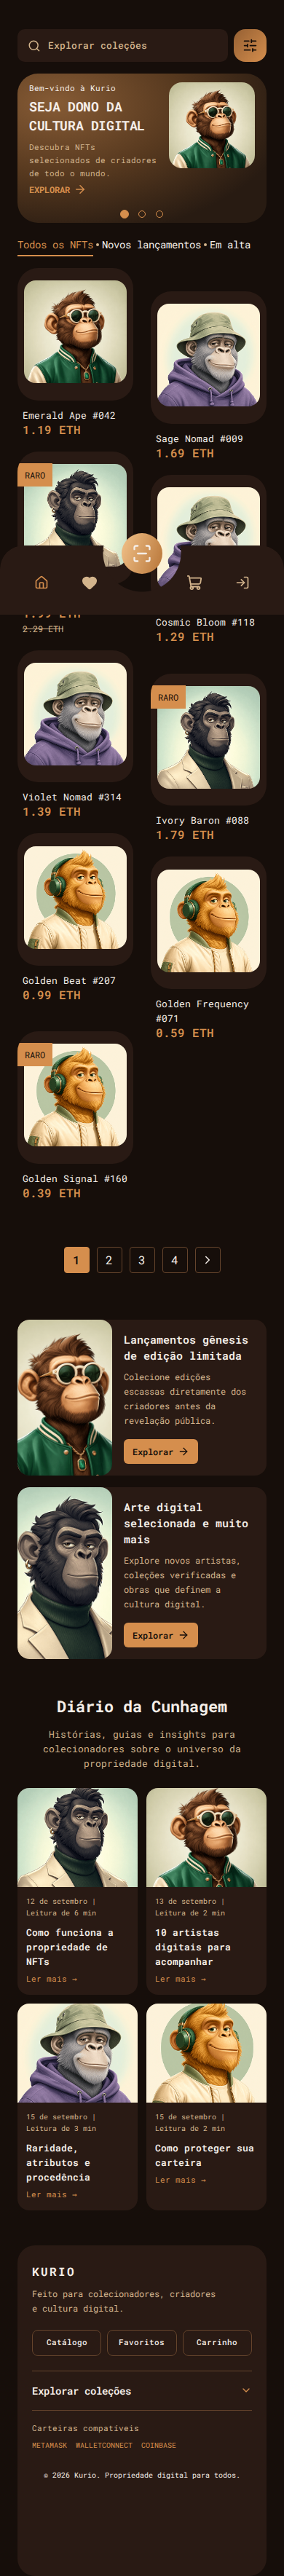 Explorar coleções
Bem-vindo à Kurio
SEJA DONO DA
CULTURA DIGITAL
Descubra NFTs
selecionados de criadores
de todo o mundo.
EXPLORAR →
Todos os NFTs • Novos lançamentos • Em alta
Emerald Ape #042
1.19 ETH
Sage Nomad #009
1.69 ETH
RARO
2.29 ETH
Cosmic Bloom #118
1.29 ETH
Violet Nomad #314
1.39 ETH
RARO
Ivory Baron #088
1.79 ETH
Golden Beat #207
0.99 ETH
Golden Frequency
#071
0.59 ETH
RARO
Golden Signal #160
0.39 ETH
1 2 3 4
Lançamentos gênesis
de edição limitada
Colecione edições
escassas diretamente dos
criadores antes da
revelação pública.
Explorar →
Arte digital
selecionada e muito
mais
Explore novos artistas,
coleções verificadas e
obras que definem a
cultura digital.
Explorar →
Diário da Cunhagem
Histórias, guias e insights para
colecionadores sobre o universo da
propriedade digital.
12 de setembro |
Leitura de 6 min
Como funciona a
propriedade de
NFTs
Ler mais →
13 de setembro |
Leitura de 2 min
10 artistas
digitais para
acompanhar
Ler mais →
15 de setembro |
Leitura de 3 min
Raridade,
atributos e
procedência
Ler mais →
15 de setembro |
Leitura de 2 min
Como proteger sua
carteira
Ler mais →
KURIO
Feito para colecionadores, criadores
e cultura digital.
Catálogo
Favoritos
Carrinho
Explorar coleções
Carteiras compatíveis
METAMASK WALLETCONNECT COINBASE
© 2026 Kurio. Propriedade digital para todos.